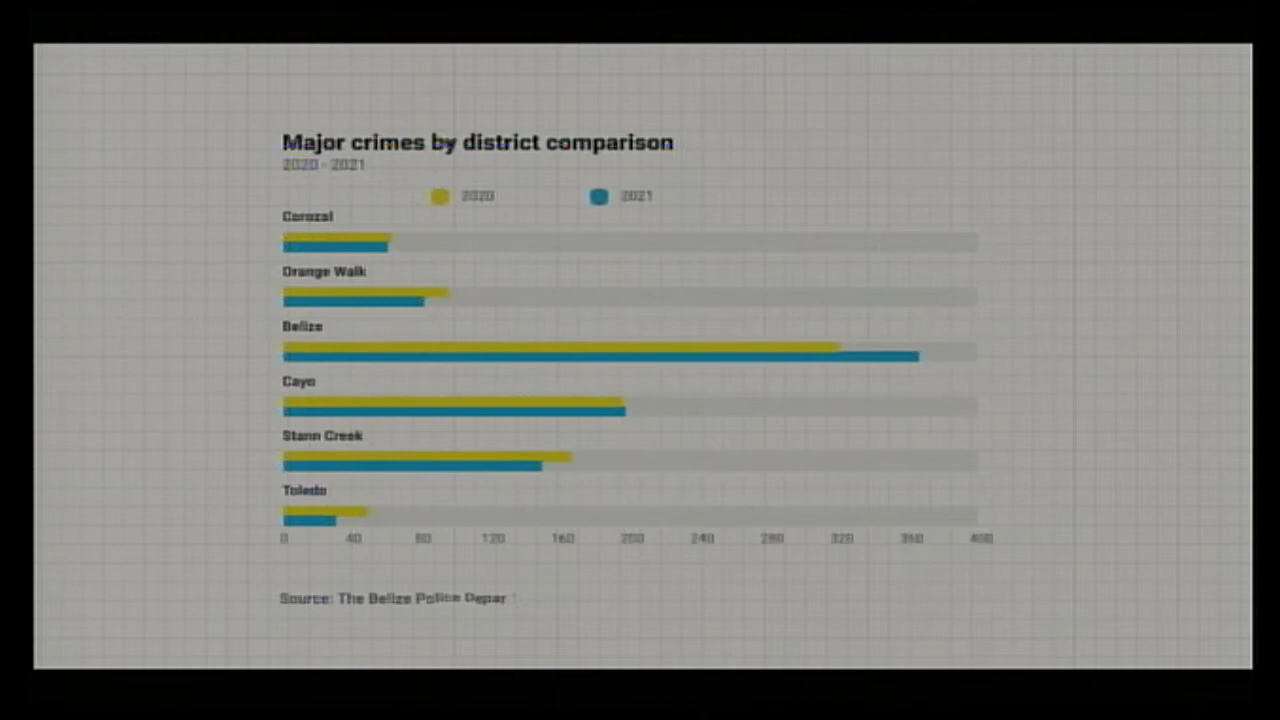 Major crimes by district comparison
2020 - 2021
2020 2021
Corozal
Orange Walk
Belize
Cayo
Stann Creek
Toledo
0 40 80 120 160 200 240 280 320 360 400
Source: The Belize Police Depar